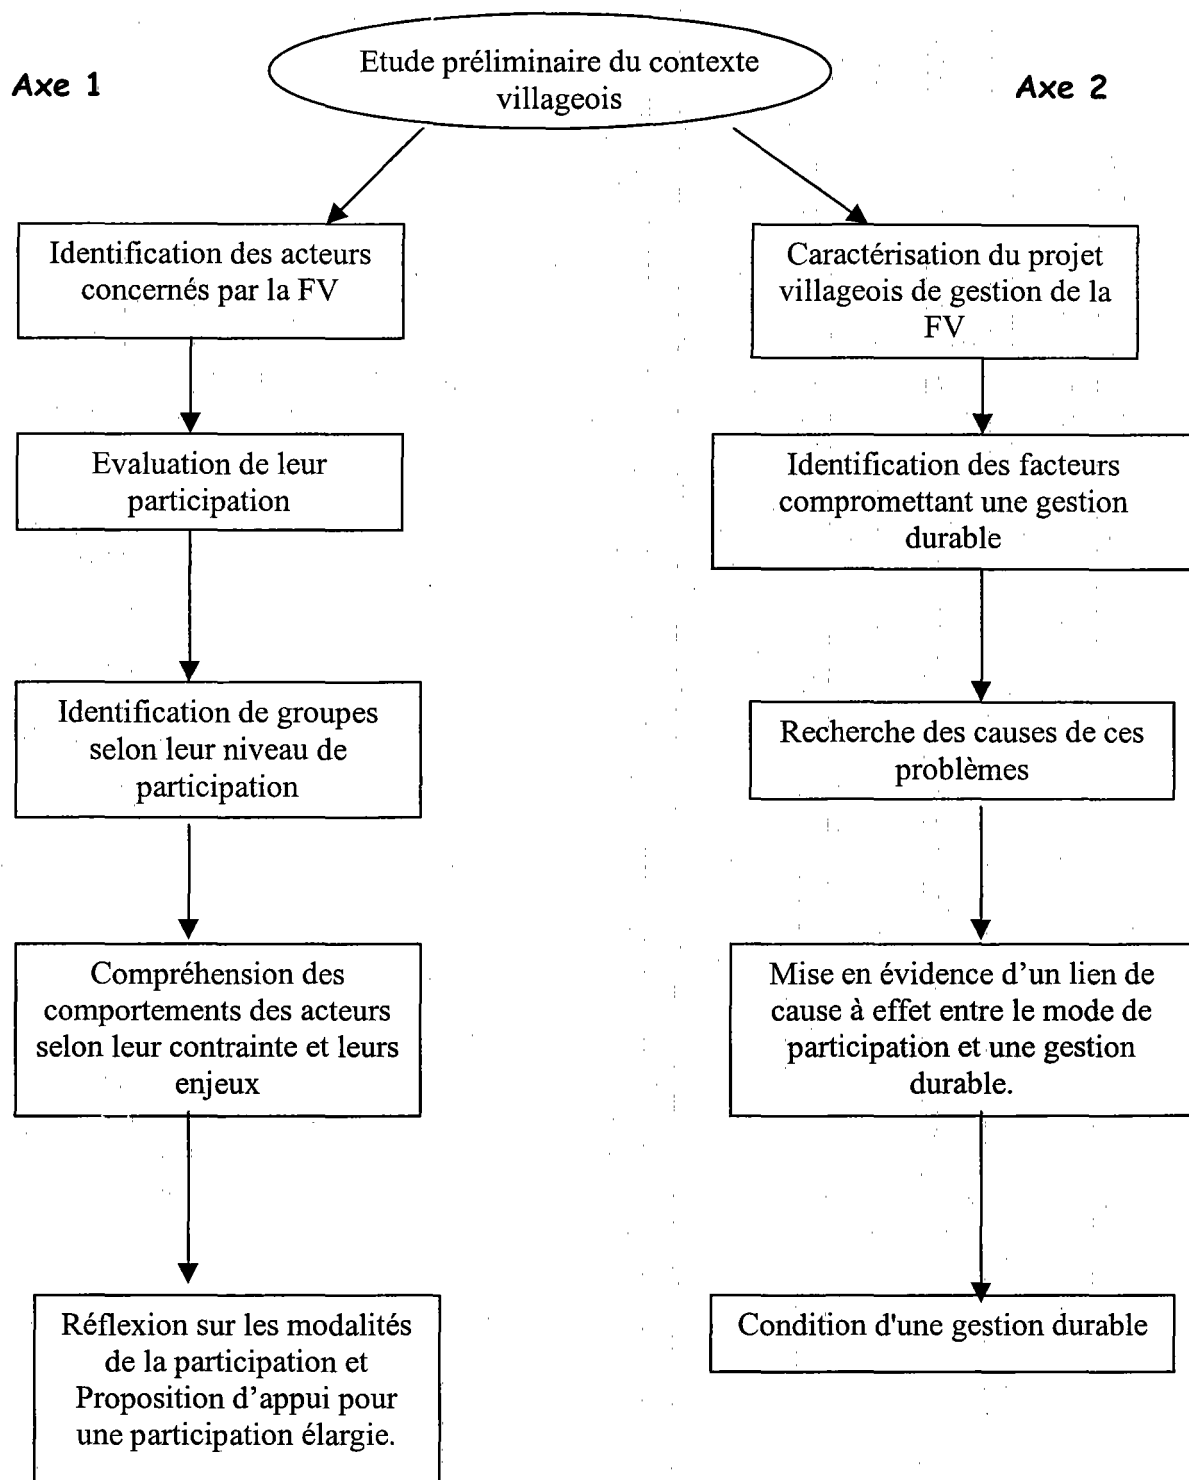 Axe 1
Etude préliminaire du contexte
villageois
Axe 2
Identification des acteurs
concernés par la FV
Evaluation de leur
participation
Identification de groupes
selon leur niveau de
participation
Compréhension des
comportements des acteurs
selon leur contrainte et leurs
enjeux
Réflexion sur les modalités
de la participation et
Proposition d'appui pour
une participation élargie.
Caractérisation du projet
villageois de gestion de la
FV
Identification des facteurs
compromettant une gestion
durable
Recherche des causes de ces
problèmes
Mise en évidence d'un lien de
cause à effet entre le mode de
participation et une gestion
durable.
Condition d'une gestion durable